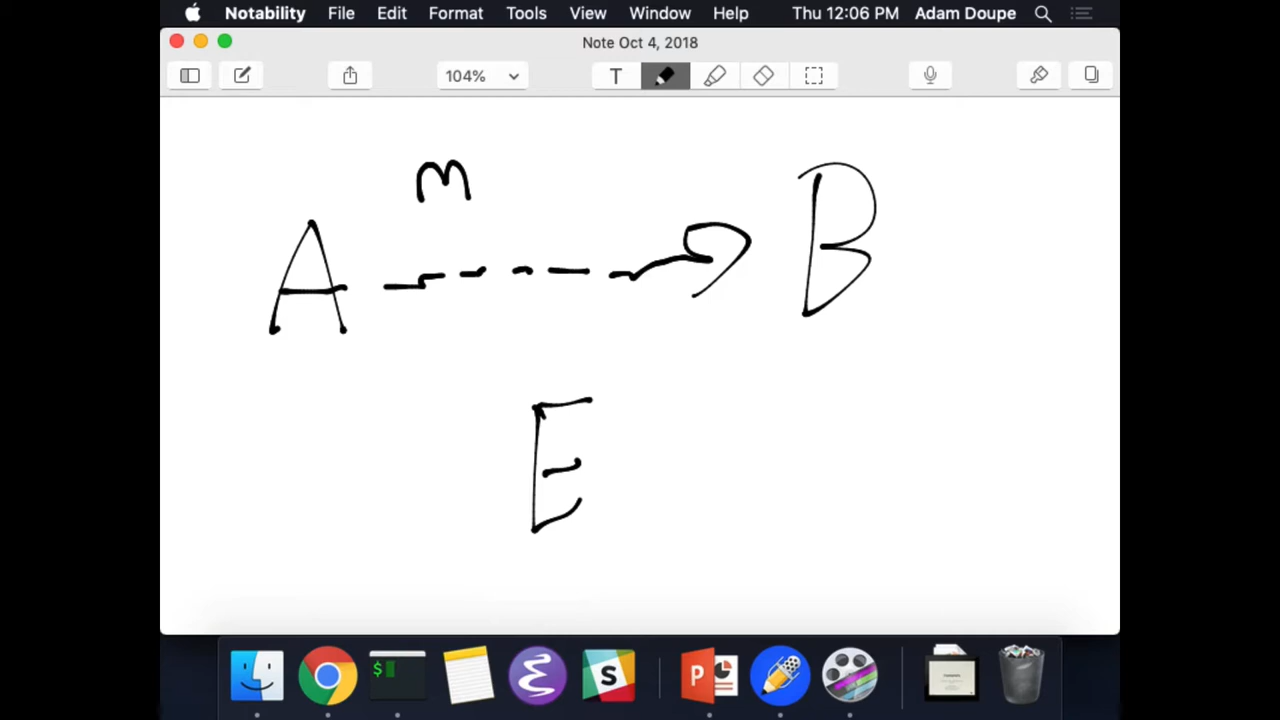 Notability File Edit Format Tools View Window Help Thu 12:06 PM Adam Doupe
Note Oct 4, 2018
104% T
m
A B
E
$ S P